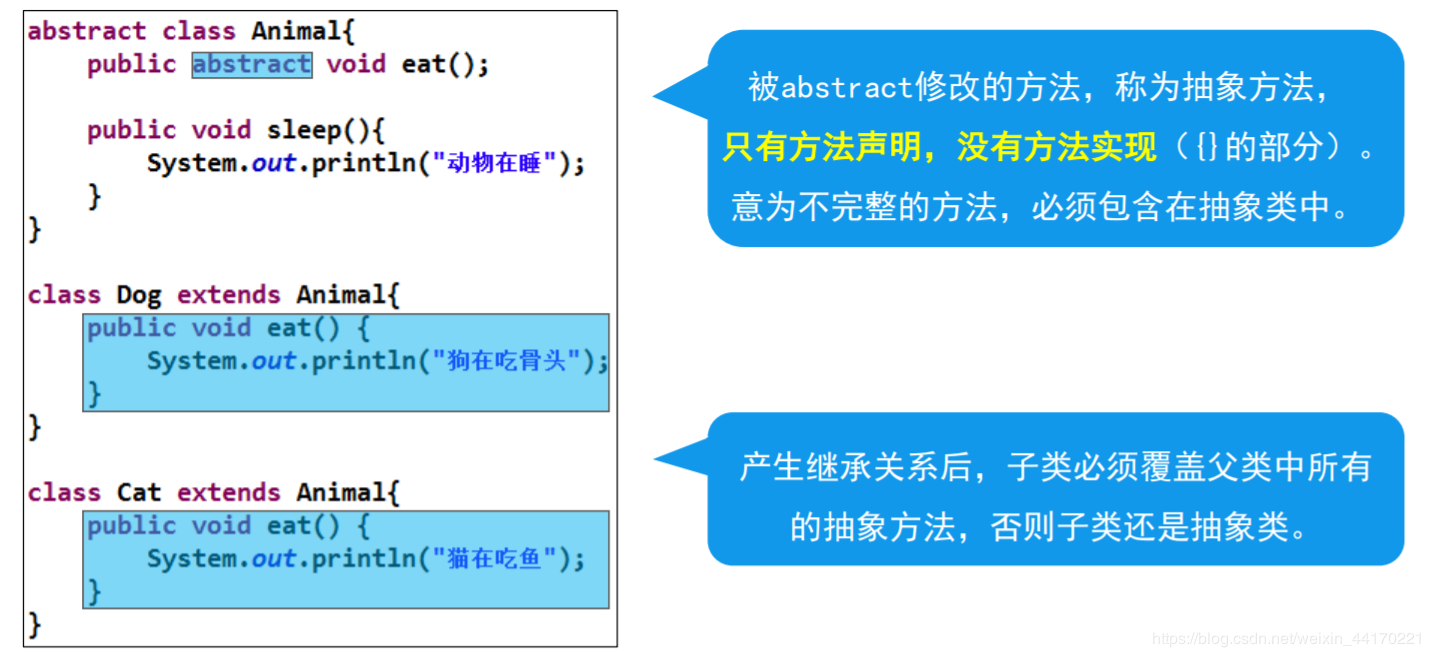 abstract class Animal{
public abstract void eat();
public void sleep(){
System.out.println("动物在睡");
}
}
class Dog extends Animal{
public void eat() {
System.out.println("狗在吃骨头");
}
}
class Cat extends Animal{
public void eat() {
System.out.println("猫在吃鱼");
}
}
被abstract修改的方法，称为抽象方法，
只有方法声明，没有方法实现（{}的部分）。
意为不完整的方法，必须包含在抽象类中。
产生继承关系后，子类必须覆盖父类中所有
的抽象方法，否则子类还是抽象类。
https://blog.csdn.net/weixin_44170221